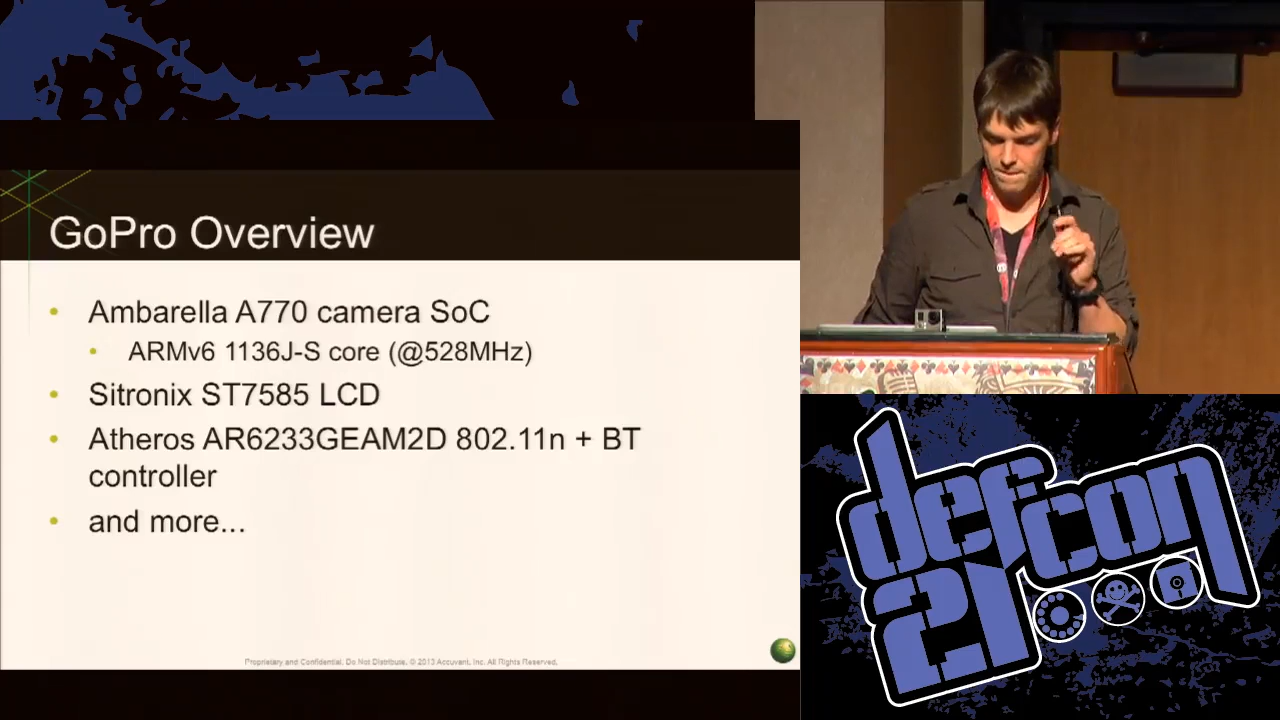 GoPro Overview
• Ambarella A770 camera SoC
• ARMv6 1136J-S core (@528MHz)
• Sitronix ST7585 LCD
• Atheros AR6233GEAM2D 802.11n + BT
controller
• and more...
Proprietary and Confidential. Do Not Distribute. © 2013 Accuvant, Inc. All Rights Reserved.
defcon
21